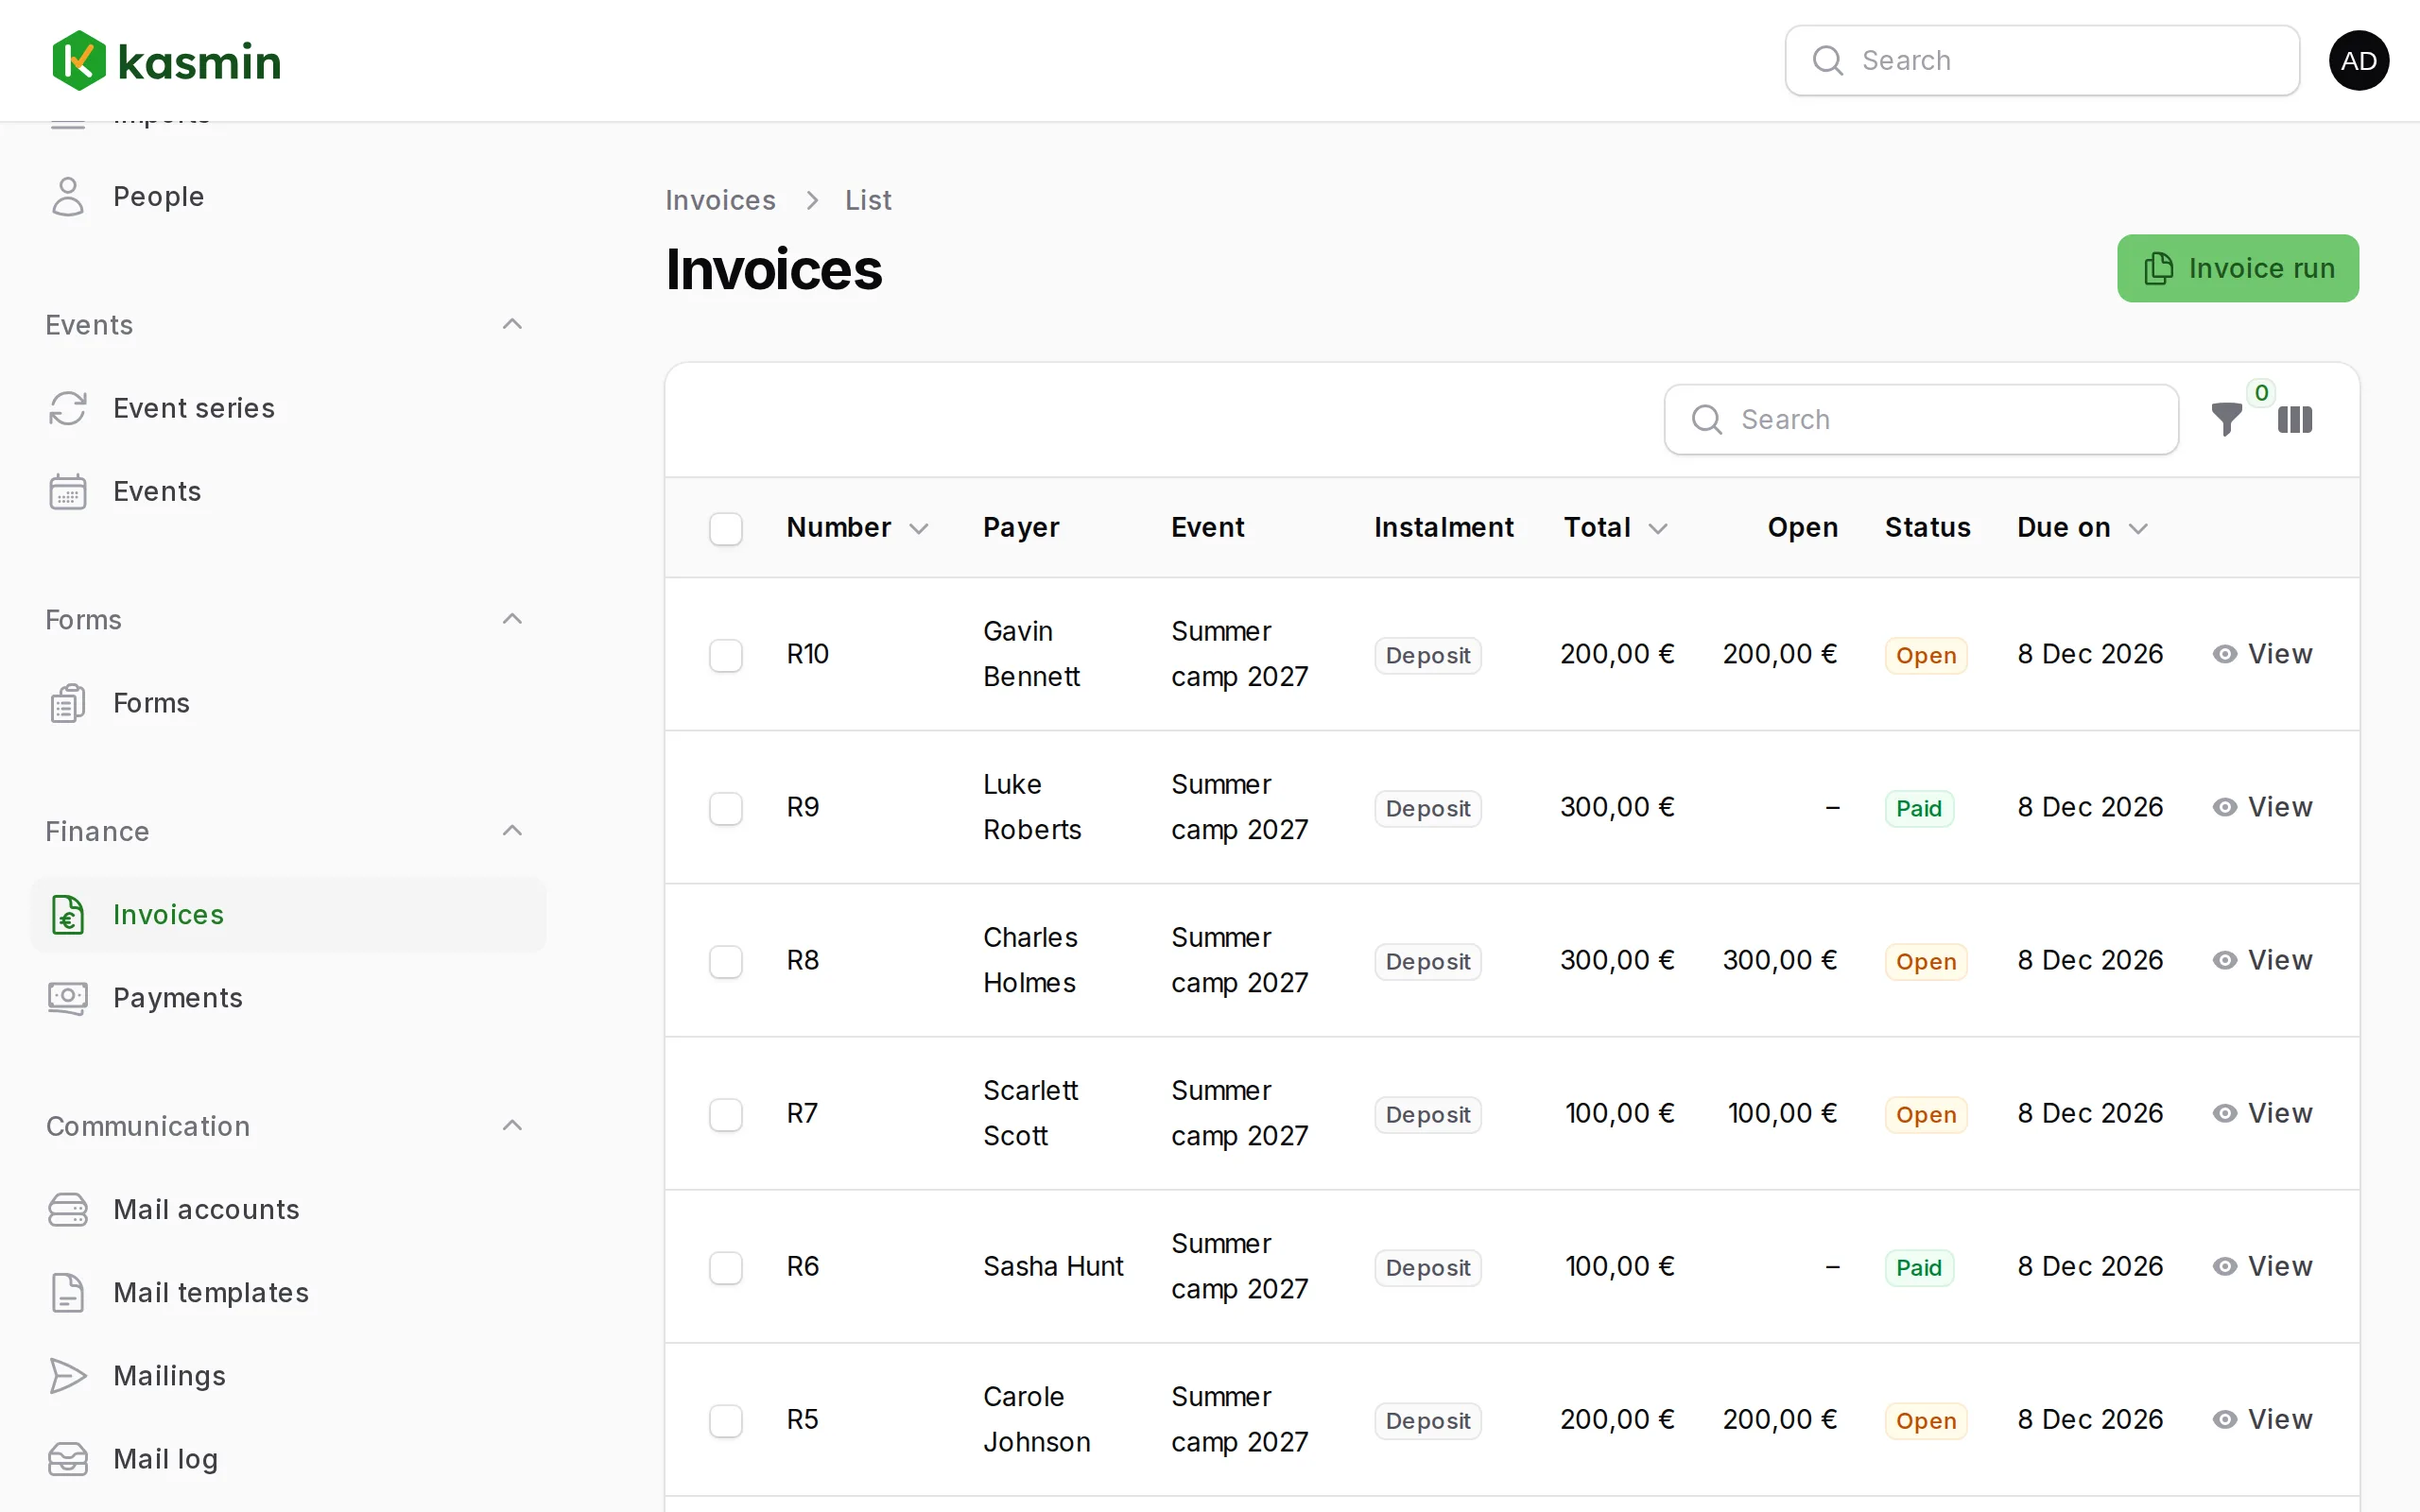 kasmin
Search
AD
Imports
People
Events
Event series
Events
Forms
Forms
Finance
Invoices
Payments
Communication
Mail accounts
Mail templates
Mailings
Mail log
Invoices
List
Invoices
Invoice run
Search
0
Number Payer Event Instalment Total Open Status Due on
R10 Gavin Bennett Summer camp 2027 Deposit 200,00 € 200,00 € Open 8 Dec 2026 View
R9 Luke Roberts Summer camp 2027 Deposit 300,00 € – Paid 8 Dec 2026 View
R8 Charles Holmes Summer camp 2027 Deposit 300,00 € 300,00 € Open 8 Dec 2026 View
R7 Scarlett Scott Summer camp 2027 Deposit 100,00 € 100,00 € Open 8 Dec 2026 View
R6 Sasha Hunt Summer camp 2027 Deposit 100,00 € – Paid 8 Dec 2026 View
R5 Carole Johnson Summer camp 2027 Deposit 200,00 € 200,00 € Open 8 Dec 2026 View